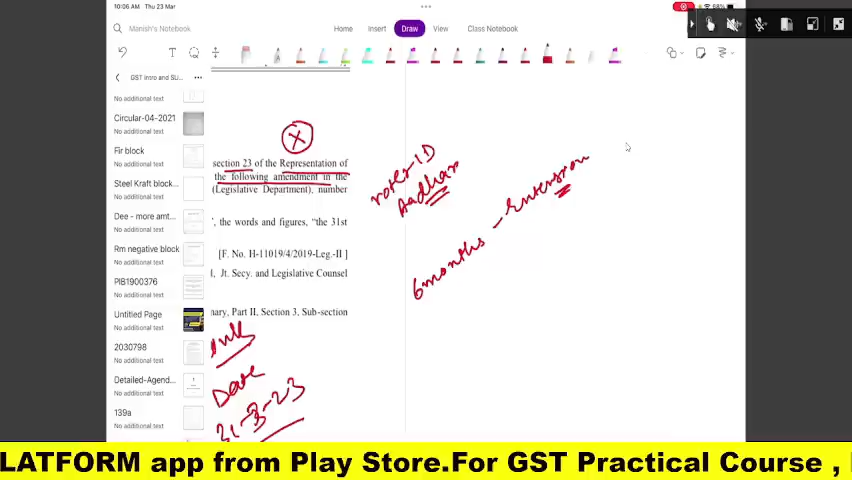 10:06 AM Thu 23 Mar
68%
Manish's Notebook
Home Insert Draw View Class Notebook
GST Intro and SU...
No additional text
Circular-04-2021
No additional text
Fir block
No additional text
Steel Kraft block
No additional text
Dee - more amt...
No additional text
Rm negative block
No additional text
PIB1900376
No additional text
Untitled Page
No additional text
2030798
No additional text
Detailed-Agend...
No additional text
139a
No additional text
X
section 23 of the Representation of
the following amendment in the
(Legislative Department), number
”, the words and figures, “the 31st
[F. No. H-11019/4/2019-Leg.-II ]
, Jt. Secy. and Legislative Counsel
nary, Part II, Section 3, Sub-section
Date
31-3-23
voter-ID
Aadhar
6 months - Extension
LATFORM app from Play Store.For GST Practical Course ,